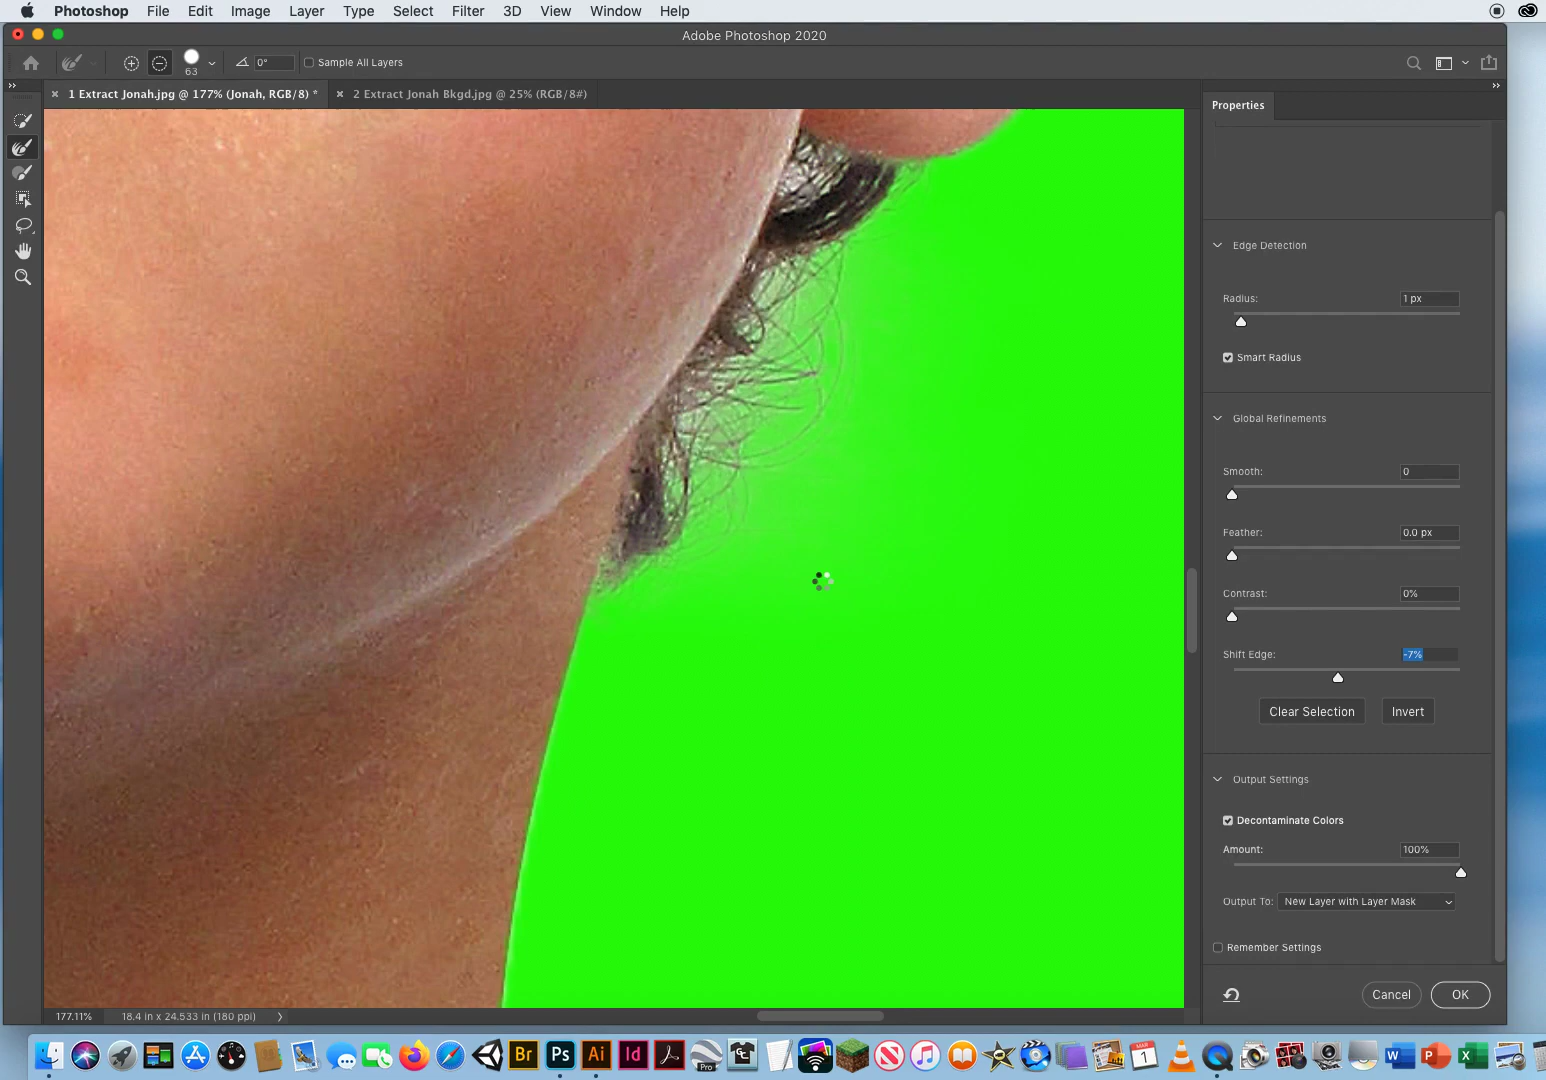 Photoshop File Edit Image Layer Type Select Filter 3D View Window Help
Adobe Photoshop 2020
63
0°
Sample All Layers
1 Extract Jonah.jpg @ 177% (Jonah, RGB/8) *
2 Extract Jonah Bkgd.jpg @ 25% (RGB/8#)
Properties
Edge Detection
Radius: 1 px
Smart Radius
Global Refinements
Smooth: 0
Feather: 0.0 px
Contrast: 0%
Shift Edge: -7%
Clear Selection Invert
Output Settings
Decontaminate Colors
Amount: 100%
Output To: New Layer with Layer Mask
Remember Settings
Cancel OK
177.11% 18.4 in x 24.533 in (180 ppi)
Br Ps Ai Id Pro MAR 1 W P X